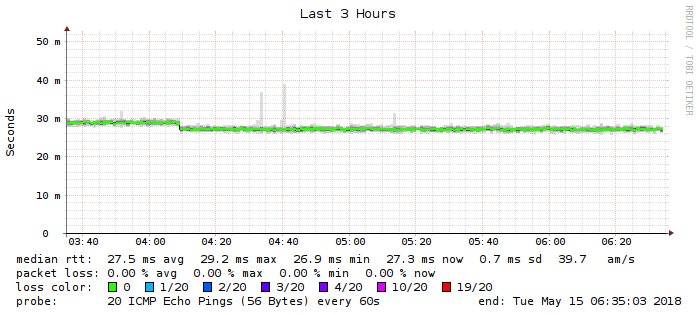 Last 3 Hours
RRDTOOL / TOBI OETIKER
Seconds
50 m
40 m
30 m
20 m
10 m
0
03:40 04:00 04:20 04:40 05:00 05:20 05:40 06:00 06:20
median rtt: 27.5 ms avg 29.2 ms max 26.9 ms min 27.3 ms now 0.7 ms sd 39.7 am/s
packet loss: 0.00 % avg 0.00 % max 0.00 % min 0.00 % now
loss color: 0 1/20 2/20 3/20 4/20 10/20 19/20
probe: 20 ICMP Echo Pings (56 Bytes) every 60s end: Tue May 15 06:35:03 2018